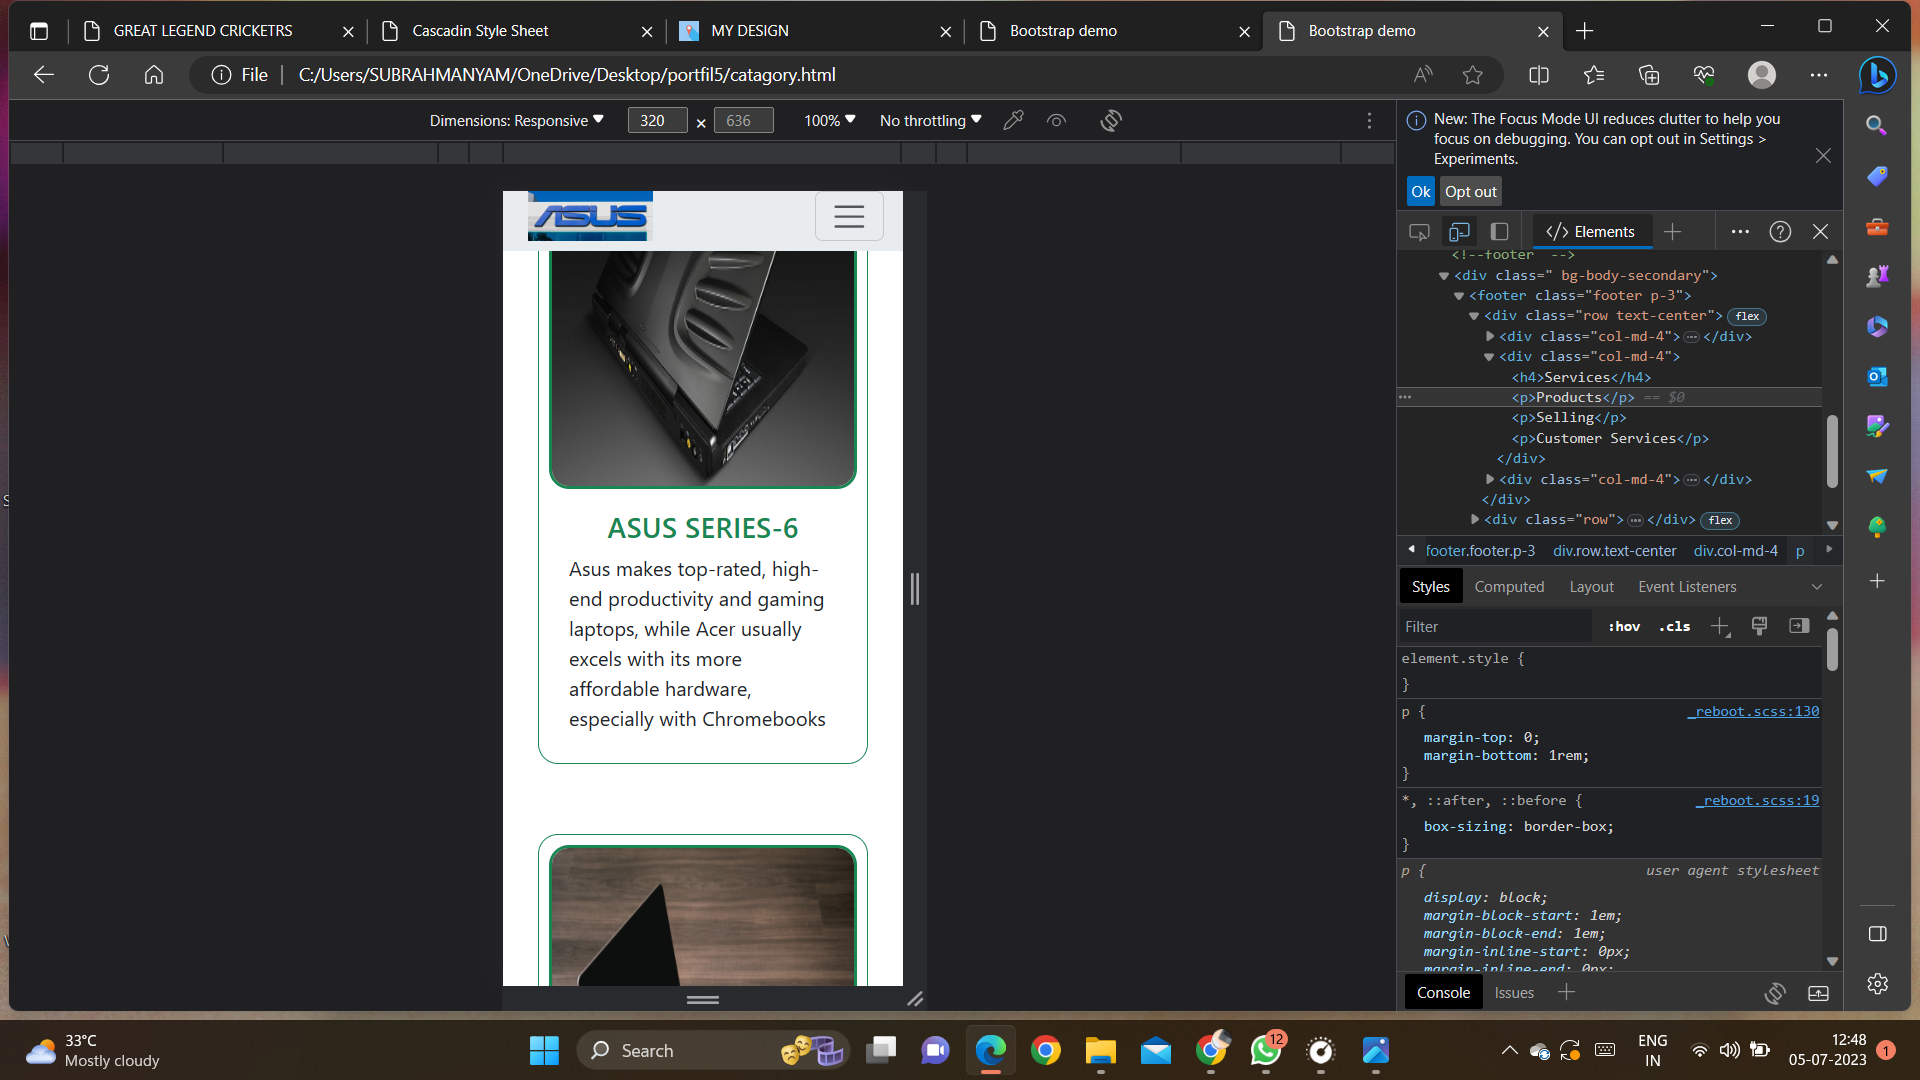 GREAT LEGEND CRICKETRS
Cascadin Style Sheet
MY DESIGN
Bootstrap demo
Bootstrap demo
File
C:/Users/SUBRAHMANYAM/OneDrive/Desktop/portfil5/catagory.html
Dimensions: Responsive
320 × 636
100%
No throttling
New: The Focus Mode UI reduces clutter to help you
focus on debugging. You can opt out in Settings >
Experiments.
Ok
Opt out
Elements
<!--footer -->
<div class=" bg-body-secondary">
<footer class="footer p-3">
<div class="row text-center"> flex
<div class="col-md-4"> ... </div>
<div class="col-md-4">
<h4>Services</h4>
<p>Products</p> == $0
<p>Selling</p>
<p>Customer Services</p>
</div>
<div class="col-md-4"> ... </div>
</div>
<div class="row"> ... </div> flex
footer.footer.p-3 div.row.text-center div.col-md-4 p
Styles Computed Layout Event Listeners
Filter
:hov .cls
element.style {
}
p { _reboot.scss:130
margin-top: 0;
margin-bottom: 1rem;
}
*, ::after, ::before { _reboot.scss:19
box-sizing: border-box;
}
p { user agent stylesheet
display: block;
margin-block-start: 1em;
margin-block-end: 1em;
margin-inline-start: 0px;
margin-inline-end: 0px;
Console Issues
ASUS
ASUS SERIES-6
Asus makes top-rated, high-
end productivity and gaming
laptops, while Acer usually
excels with its more
affordable hardware,
especially with Chromebooks
33°C
Mostly cloudy
Search
12
ENG
IN
12:48
05-07-2023
1